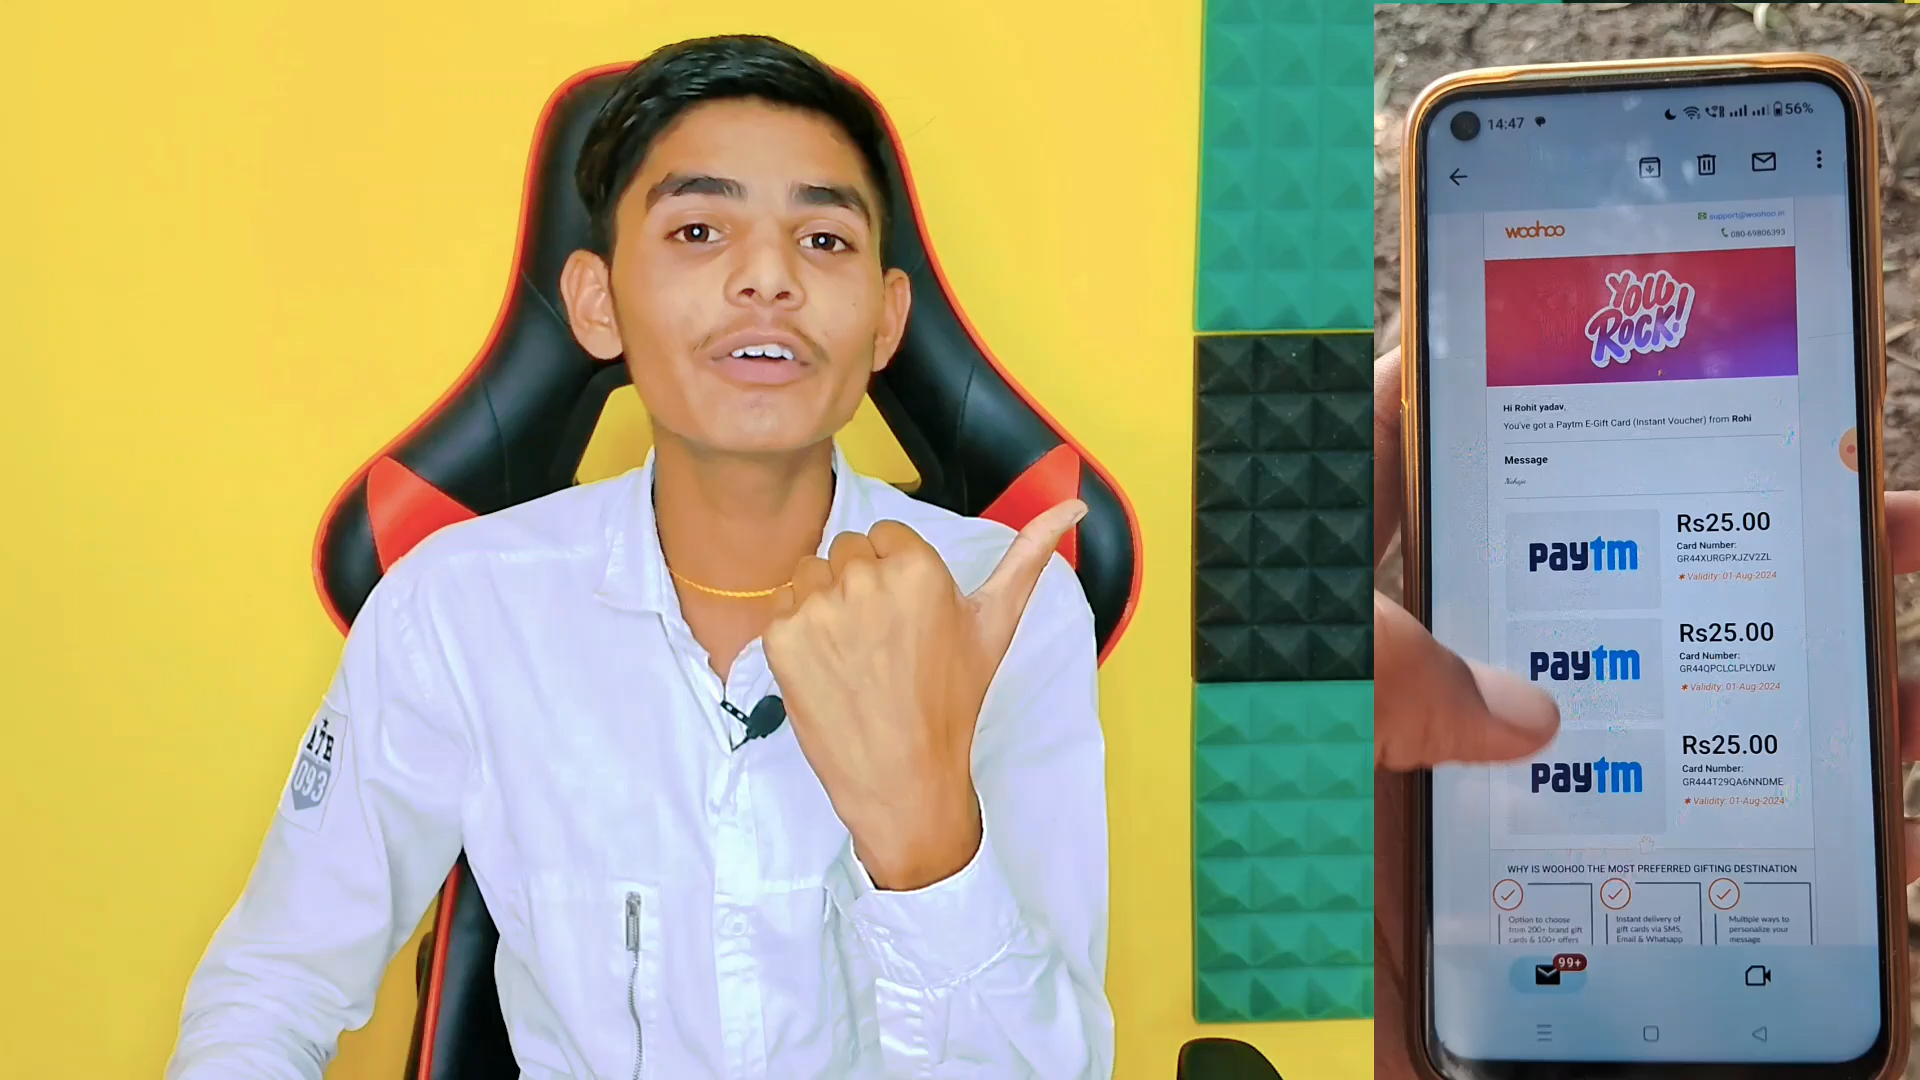 A7B
093
14:47
56%
woohoo
support@woohoo.in
080-69806393
YOU
ROCK!
Hi Rohit yadav,
You've got a Paytm E-Gift Card (Instant Voucher) from Rohi
Message
paytm
Rs25.00
Card Number:
GR44XURGPXJZV2ZL
* Validity: 01-Aug-2024
paytm
Rs25.00
Card Number:
GR44QPCLCLPLYDLW
* Validity: 01-Aug-2024
paytm
Rs25.00
Card Number:
GR444T29QA6NNDME
* Validity: 01-Aug-2024
WHY IS WOOHOO THE MOST PREFERRED GIFTING DESTINATION
Option to choose
from 200+ brand gift
cards & 100+ offers
Instant delivery of
gift cards via SMS,
Email & Whatsapp
Multiple ways to
personalize your
message
99+